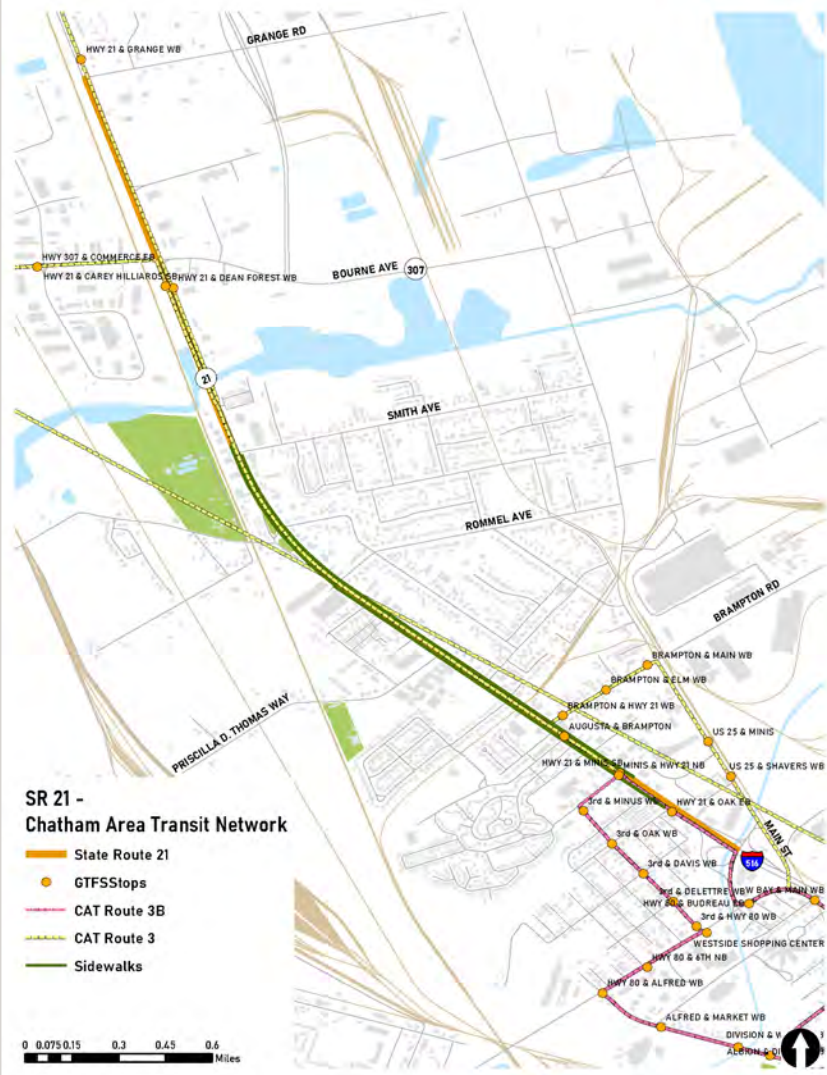 GRANGE RD
HWY 21 & GRANGE WB
HWY 307 & COMMERCE EB
HWY 21 & CAREY HILLIARDS SB
HWY 21 & DEAN FOREST WB
BOURNE AVE
307
21
SMITH AVE
ROMMEL AVE
BRAMPTON RD
BRAMPTON & MAIN WB
BRAMPTON & ELM WB
PRISCILLA D. THOMAS WAY
BRAMPTON & HWY 21 WB
AUGUSTA & BRAMPTON
US 25 & MINIS
HWY 21 & MINIS SB
MINIS & HWY 21 NB
US 25 & SHAVERS WB
3rd & MINUS WB
HWY 21 & OAK EB
MAIN ST
3rd & OAK WB
516
3rd & DAVIS WB
3rd & DELETTRE WB
W BAY & MAIN WB
HWY 80 & BUDREAU EB
3rd & HWY 80 WB
WESTSIDE SHOPPING CENTER
HWY 80 & 6TH NB
HWY 80 & ALFRED WB
ALFRED & MARKET WB
DIVISION &
ALBION &
SR 21 -
Chatham Area Transit Network
State Route 21
GTFSStops
CAT Route 3B
CAT Route 3
Sidewalks
0 0.075 0.15 0.3 0.45 0.6
Miles